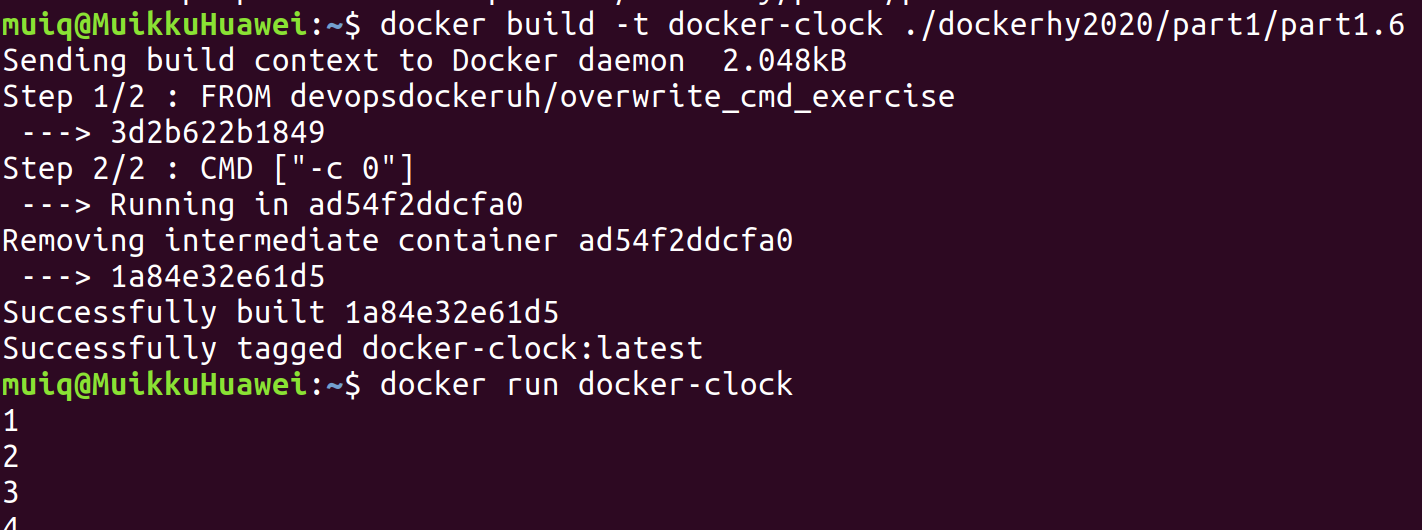 muiq@MuikkuHuawei:~$ docker build -t docker-clock ./dockerhy2020/part1/part1.6
Sending build context to Docker daemon  2.048kB
Step 1/2 : FROM devopsdockeruh/overwrite_cmd_exercise
 ---> 3d2b622b1849
Step 2/2 : CMD ["-c 0"]
 ---> Running in ad54f2ddcfa0
Removing intermediate container ad54f2ddcfa0
 ---> 1a84e32e61d5
Successfully built 1a84e32e61d5
Successfully tagged docker-clock:latest
muiq@MuikkuHuawei:~$ docker run docker-clock
1
2
3
4